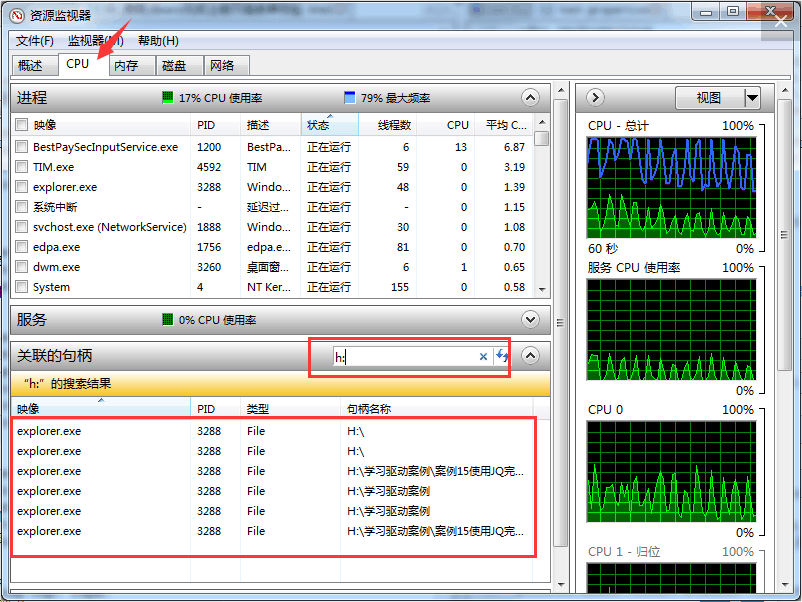 资源监视器
文件(F) 监视器(M) 帮助(H)
概述 CPU 内存 磁盘 网络
进程 17% CPU 使用率 79% 最大频率
映像 PID 描述 状态 线程数 CPU 平均 C...
BestPaySecInputService.exe 1200 BestPa... 正在运行 6 13 6.87
TIM.exe 4592 TIM 正在运行 59 0 3.19
explorer.exe 3288 Windo... 正在运行 48 0 1.39
系统中断 - 延迟过... 正在运行 - 0 1.15
svchost.exe (NetworkService) 1888 Windo... 正在运行 30 0 1.08
edpa.exe 1756 edpa.e... 正在运行 81 0 0.70
dwm.exe 3260 桌面窗... 正在运行 6 1 0.65
System 4 NT Ker... 正在运行 155 0 0.58
服务 0% CPU 使用率
关联的句柄 h:
“h:”的搜索结果
映像 PID 类型 句柄名称
explorer.exe 3288 File H:\
explorer.exe 3288 File H:\
explorer.exe 3288 File H:\学习驱动案例\案例15使用JQ完...
explorer.exe 3288 File H:\学习驱动案例
explorer.exe 3288 File H:\学习驱动案例
explorer.exe 3288 File H:\学习驱动案例\案例15使用JQ完...
视图
CPU - 总计 100%
60 秒 0%
服务 CPU 使用率 100%
0%
CPU 0 100%
0%
CPU 1 - 归位 100%